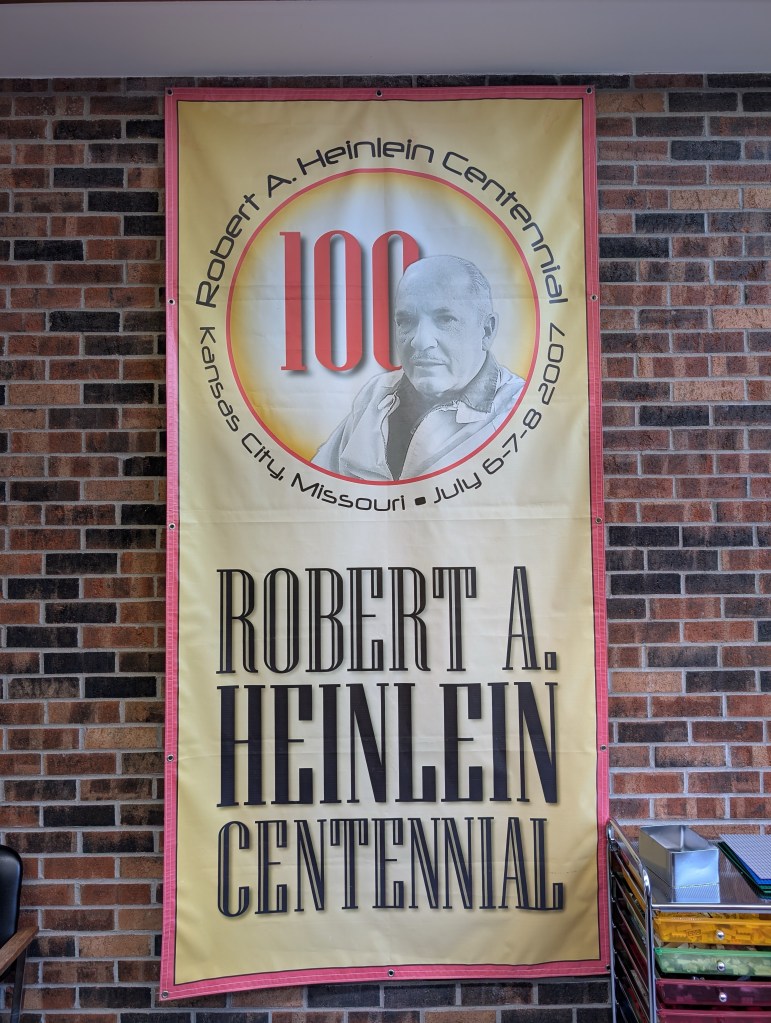 Robert A. Heinlein Centennial
100
Kansas City, Missouri • July 6-7-8 2007
ROBERT A.
HEINLEIN
CENTENNIAL